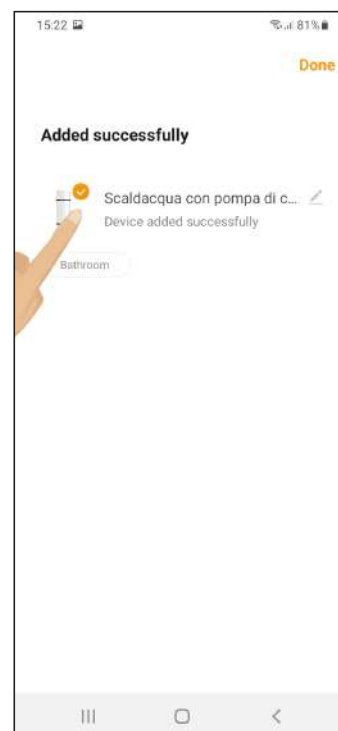 15:22 81%
Done
Added successfully
Scaldacqua con pompa di c...
Device added successfully
Bathroom